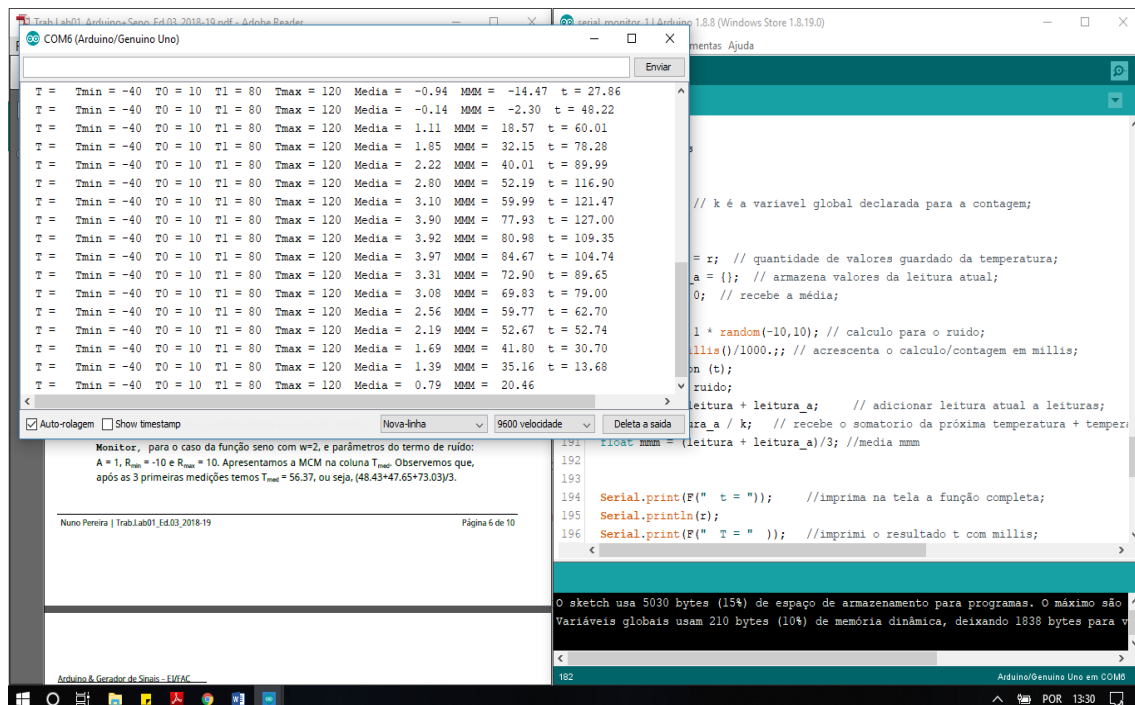 Trab.Lab01_Arduino+Seno_Ed.03_2018-19.pdf - Adobe Reader
COM6 (Arduino/Genuino Uno)
Enviar
T =    Tmin = -40  T0 = 10  T1 = 80  Tmax = 120  Media =  -0.94  MMM =  -14.47  t = 27.86
T =    Tmin = -40  T0 = 10  T1 = 80  Tmax = 120  Media =  -0.14  MMM =  -2.30  t = 48.22
T =    Tmin = -40  T0 = 10  T1 = 80  Tmax = 120  Media =  1.11  MMM =  18.57  t = 60.01
T =    Tmin = -40  T0 = 10  T1 = 80  Tmax = 120  Media =  1.85  MMM =  32.15  t = 78.28
T =    Tmin = -40  T0 = 10  T1 = 80  Tmax = 120  Media =  2.22  MMM =  40.01  t = 89.99
T =    Tmin = -40  T0 = 10  T1 = 80  Tmax = 120  Media =  2.80  MMM =  52.19  t = 116.90
T =    Tmin = -40  T0 = 10  T1 = 80  Tmax = 120  Media =  3.10  MMM =  59.99  t = 121.47
T =    Tmin = -40  T0 = 10  T1 = 80  Tmax = 120  Media =  3.90  MMM =  77.93  t = 127.00
T =    Tmin = -40  T0 = 10  T1 = 80  Tmax = 120  Media =  3.92  MMM =  80.98  t = 109.35
T =    Tmin = -40  T0 = 10  T1 = 80  Tmax = 120  Media =  3.97  MMM =  84.67  t = 104.74
T =    Tmin = -40  T0 = 10  T1 = 80  Tmax = 120  Media =  3.31  MMM =  72.90  t = 89.65
T =    Tmin = -40  T0 = 10  T1 = 80  Tmax = 120  Media =  3.08  MMM =  69.83  t = 79.00
T =    Tmin = -40  T0 = 10  T1 = 80  Tmax = 120  Media =  2.56  MMM =  59.77  t = 62.70
T =    Tmin = -40  T0 = 10  T1 = 80  Tmax = 120  Media =  2.19  MMM =  52.67  t = 52.74
T =    Tmin = -40  T0 = 10  T1 = 80  Tmax = 120  Media =  1.69  MMM =  41.80  t = 30.70
T =    Tmin = -40  T0 = 10  T1 = 80  Tmax = 120  Media =  1.39  MMM =  35.16  t = 13.68
T =    Tmin = -40  T0 = 10  T1 = 80  Tmax = 120  Media =  0.79  MMM =  20.46
Auto-rolagem  Show timestamp  Nova-linha  9600 velocidade  Deleta a saida
Monitor, para o caso da função seno com w=2, e parâmetros do termo de ruído:
A = 1, Rmin = -10 e Rmax = 10. Apresentamos a MCM na coluna Tmed. Observemos que,
após as 3 primeiras medições temos Tmed = 56.37, ou seja, (48.43+47.65+73.03)/3.
Nuno Pereira | Trab.Lab01_Ed.03_2018-19  Página 6 de 10
Arduino & Gerador de Sinais – EI/FAC
serial_monitor_1 | Arduino 1.8.8 (Windows Store 1.8.19.0)
mentas Ajuda
// k é a variavel global declarada para a contagem;
= r;  // quantidade de valores guardado da temperatura;
_a = {};  // armazena valores da leitura atual;
0;  // recebe a média;
1 * random(-10,10); // calculo para o ruido;
illis()/1000.;; // acrescenta o calculo/contagem em millis;
on (t);
ruido;
leitura + leitura_a;     // adicionar leitura atual a leituras;
ura_a / k;   // recebe o somatorio da próxima temperatura + tempera
191  float mmm = (leitura + leitura_a)/3; //media mmm
192
193
194  Serial.print(F("  t = "));     //imprima na tela a função completa;
195  Serial.println(r);
196  Serial.print(F("  T = "  ));   //imprimi o resultado t com millis;
O sketch usa 5030 bytes (15%) de espaço de armazenamento para programas. O máximo são
Variáveis globais usam 210 bytes (10%) de memória dinâmica, deixando 1838 bytes para v
182  Arduino/Genuino Uno em COM6
POR  13:30